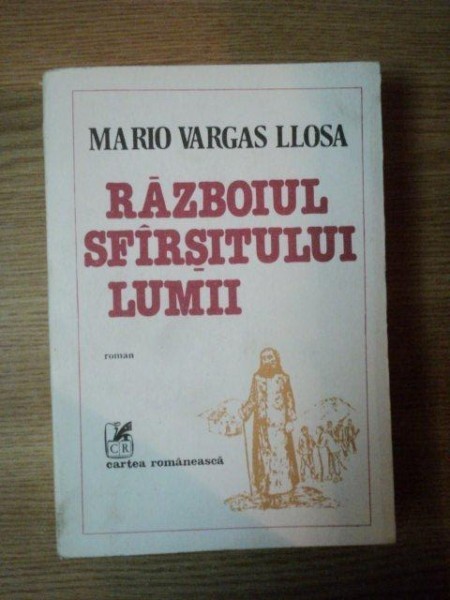 MARIO VARGAS LLOSA
RĂZBOIUL
SFÎRȘITULUI
LUMII
roman
CR
cartea românească